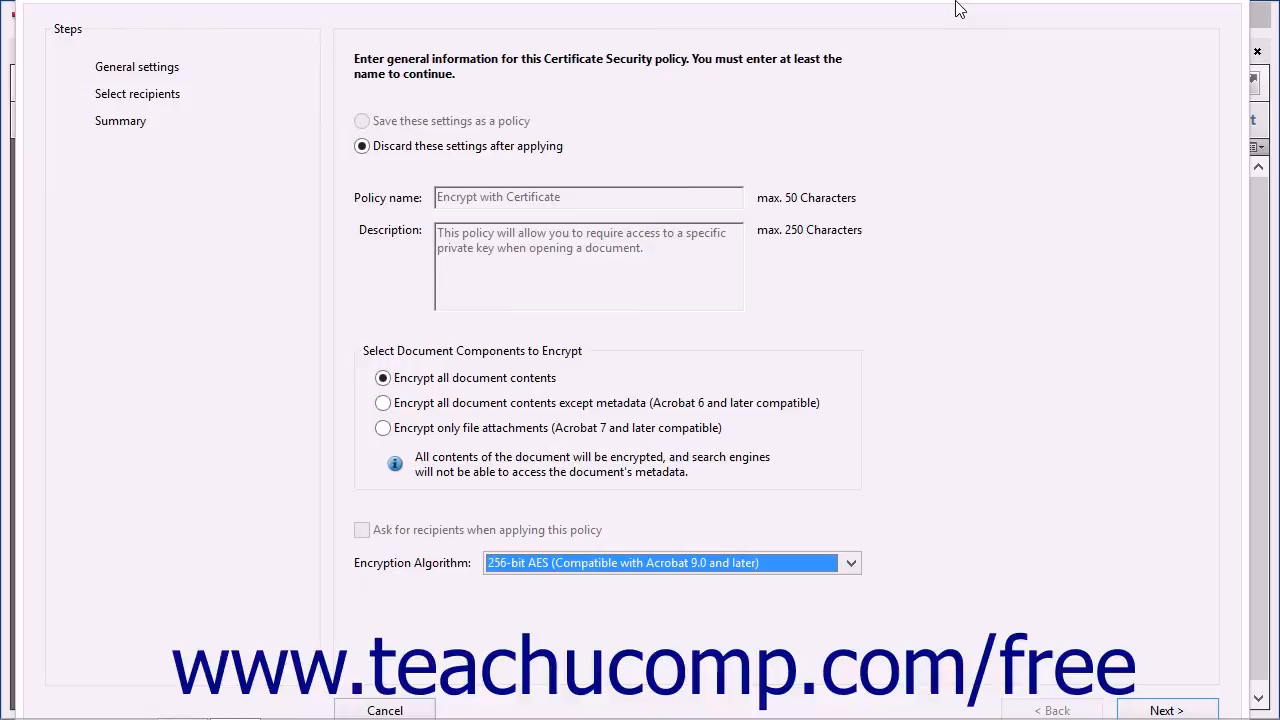 Steps
General settings
Select recipients
Summary
Enter general information for this Certificate Security policy. You must enter at least the
name to continue.
Save these settings as a policy
Discard these settings after applying
Policy name: Encrypt with Certificate max. 50 Characters
Description: This policy will allow you to require access to a specific max. 250 Characters
private key when opening a document.
Select Document Components to Encrypt
Encrypt all document contents
Encrypt all document contents except metadata (Acrobat 6 and later compatible)
Encrypt only file attachments (Acrobat 7 and later compatible)
All contents of the document will be encrypted, and search engines
will not be able to access the document's metadata.
Ask for recipients when applying this policy
Encryption Algorithm: 256-bit AES (Compatible with Acrobat 9.0 and later)
www.teachucomp.com/free
Cancel < Back Next >